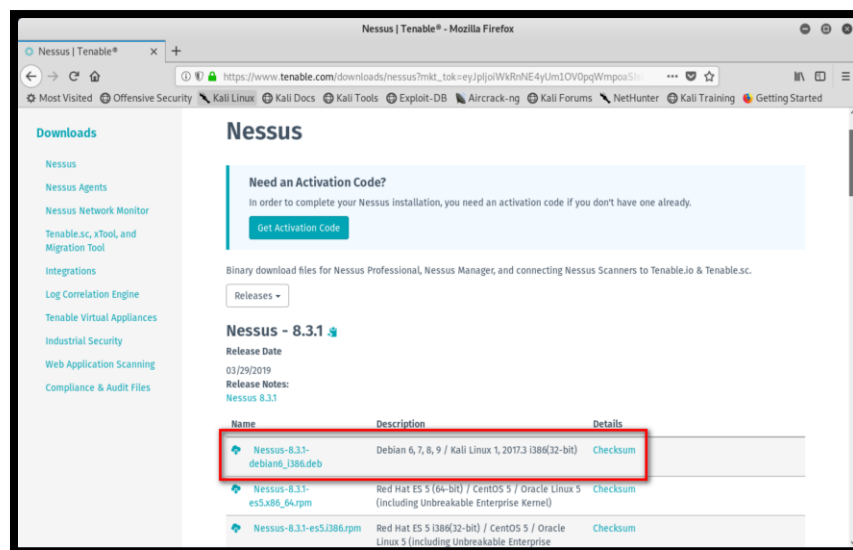 Nessus | Tenable® - Mozilla Firefox
Nessus | Tenable®
https://www.tenable.com/downloads/nessus?mkt_tok=
Most Visited Offensive Security Kali Linux Kali Docs Kali Tools Exploit-DB Aircrack-ng Kali Forums NetHunter Kali Training Getting Started
Downloads
Nessus
Nessus Agents
Nessus Network Monitor
Tenable.sc, xTool, and
Migration Tool
Integrations
Log Correlation Engine
Tenable Virtual Appliances
Industrial Security
Web Application Scanning
Compliance & Audit Files
Nessus
Need an Activation Code?
In order to complete your Nessus installation, you need an activation code if you don't have one already.
Get Activation Code
Binary download files for Nessus Professional, Nessus Manager, and connecting Nessus Scanners to Tenable.io & Tenable.sc.
Releases
Nessus - 8.3.1
Release Date
03/29/2019
Release Notes:
Nessus 8.3.1
Name Description Details
Nessus-8.3.1- Debian 6, 7, 8, 9 / Kali Linux 1, 2017.3 i386(32-bit) Checksum
debian6_i386.deb
Nessus-8.3.1- Red Hat ES 5 (64-bit) / CentOS 5 / Oracle Linux 5 Checksum
es5.x86_64.rpm (including Unbreakable Enterprise Kernel)
Nessus-8.3.1-es5.i386.rpm Red Hat ES 5 i386(32-bit) / CentOS 5 / Oracle Checksum
Linux 5 (including Unbreakable Enterprise